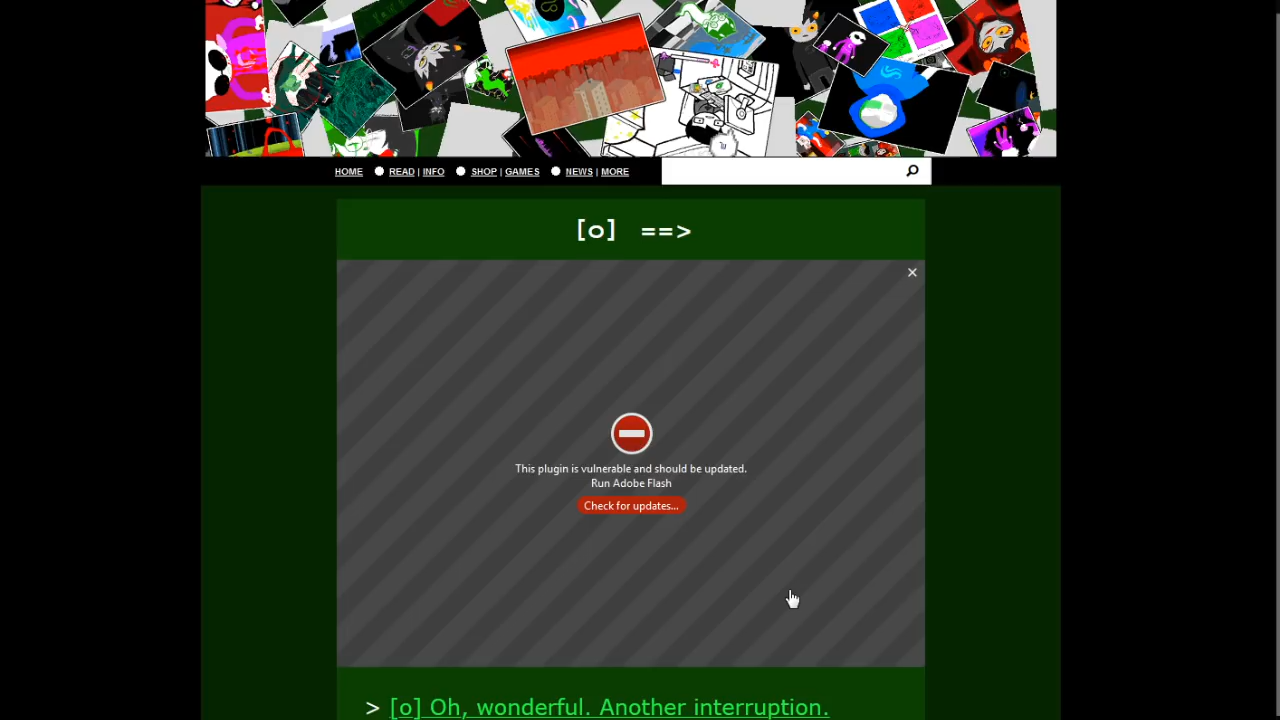 HOME READ | INFO SHOP | GAMES NEWS | MORE
[o] ==>
This plugin is vulnerable and should be updated.
Run Adobe Flash
Check for updates...
> [o] Oh, wonderful. Another interruption.